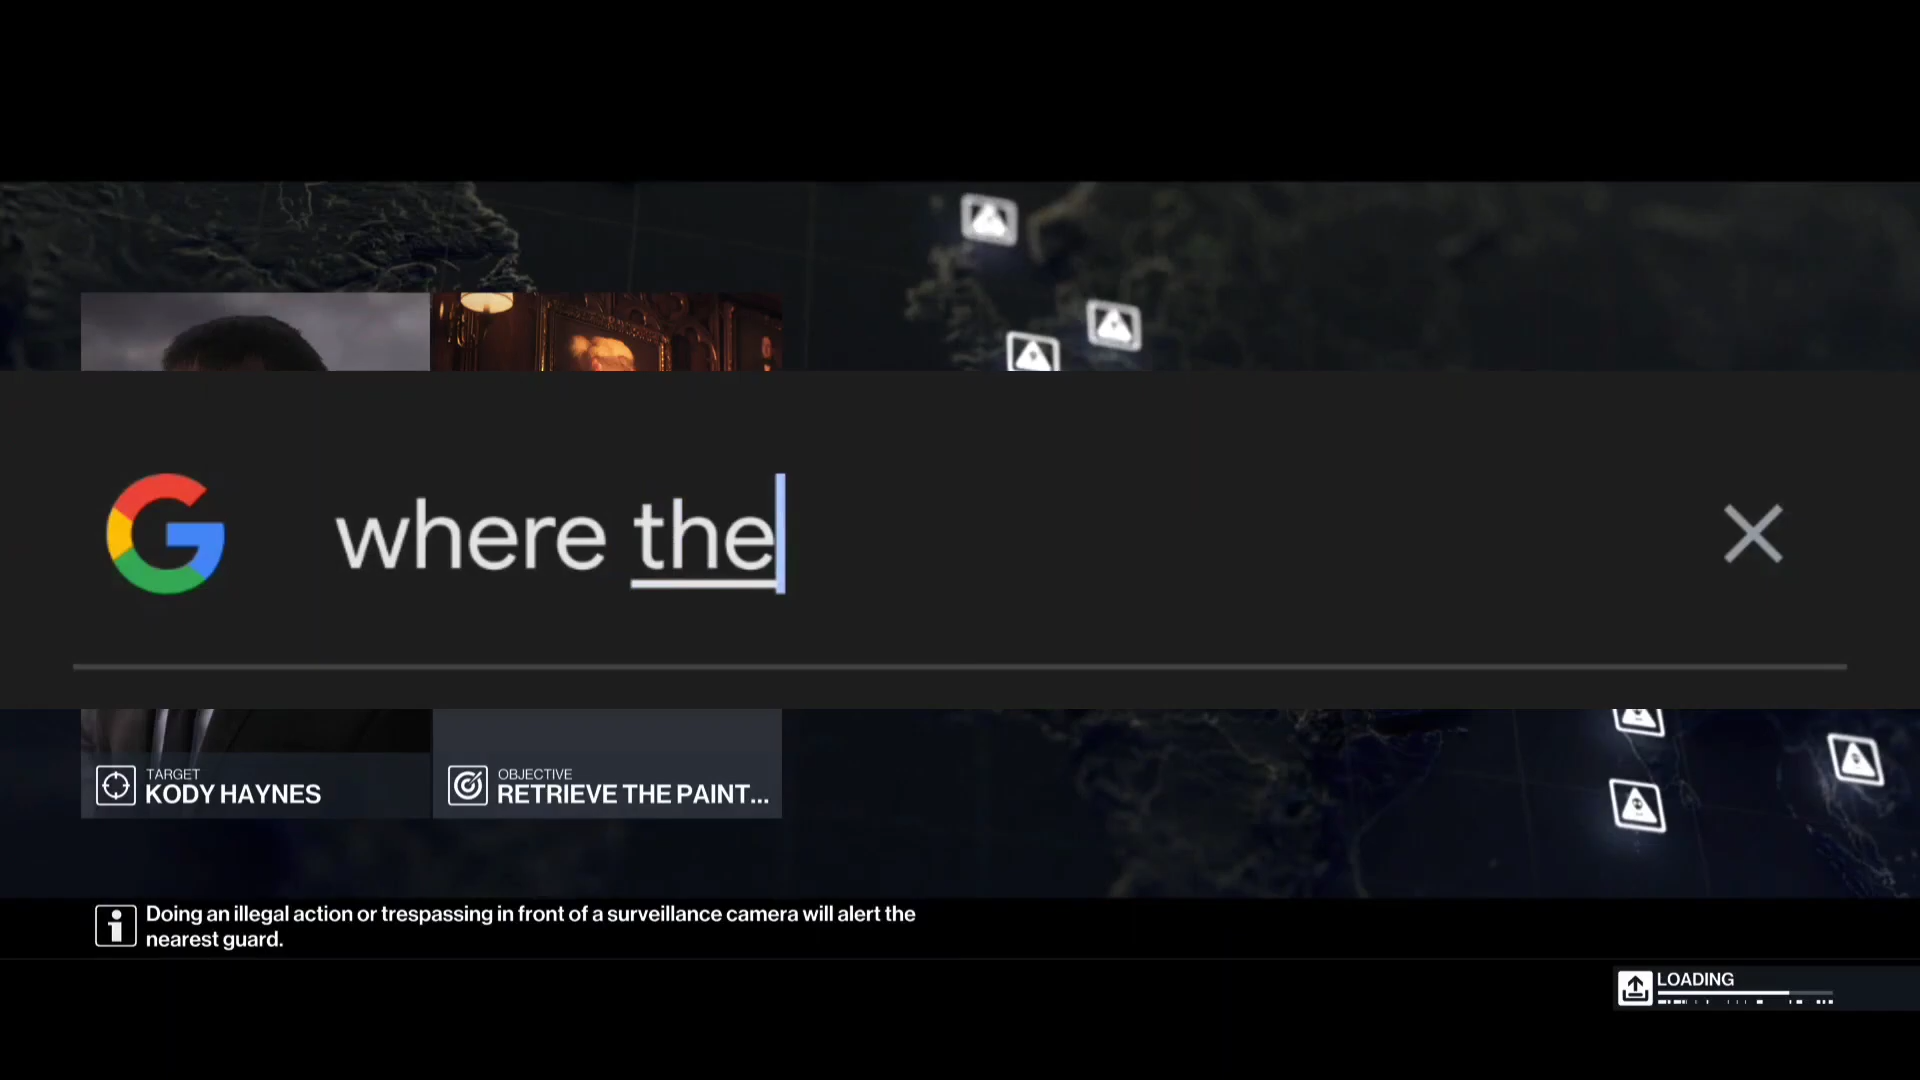 where the
TARGET
KODY HAYNES
OBJECTIVE
RETRIEVE THE PAINT...
Doing an illegal action or trespassing in front of a surveillance camera will alert the
nearest guard.
LOADING